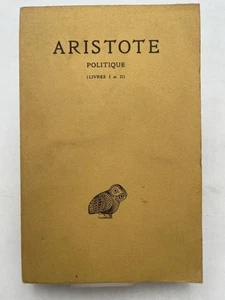 ARISTOTE
POLITIQUE
(LIVRES I et II)